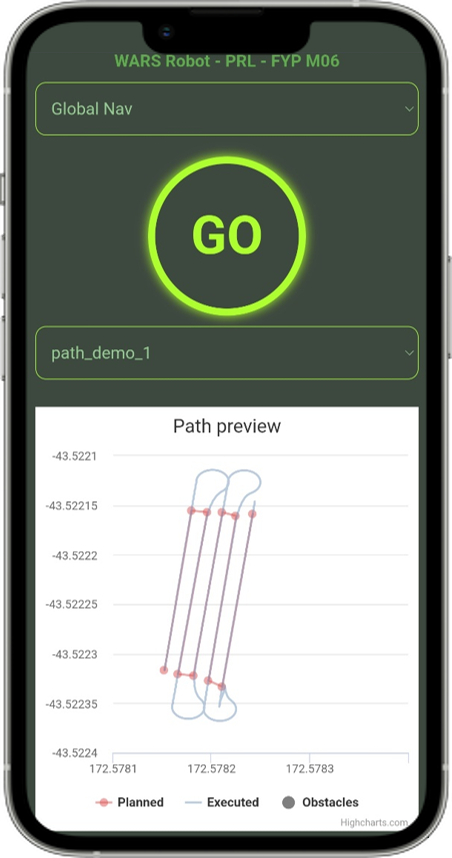 WARS Robot - PRL - FYP M06
Global Nav
GO
path_demo_1
Path preview
-43.5221
-43.52215
-43.5222
-43.52225
-43.5223
-43.52235
-43.5224
172.5781 172.5782 172.5783
Planned Executed Obstacles
Highcharts.com